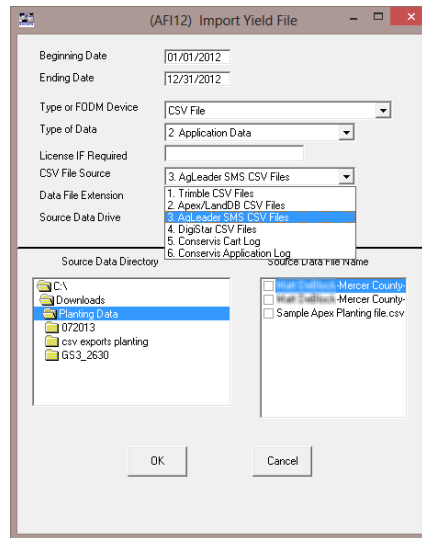 (AFI12) Import Yield File
Beginning Date 01/01/2012
Ending Date 12/31/2012
Type or FODM Device CSV File
Type of Data 2 Application Data
License IF Required
CSV File Source 3. AgLeader SMS CSV Files
Data File Extension 1. Trimble CSV Files
2. Apex/LandDB CSV Files
Source Data Drive 3. AgLeader SMS CSV Files
4. DigiStar CSV Files
5. Conservis Cart Log
6. Conservis Application Log
Source Data Directory Source Data File Name
C:\ -Mercer County-
Downloads -Mercer County-
Planting Data Sample Apex Planting file.csv
072013
csv exports planting
GS3_2630
OK Cancel